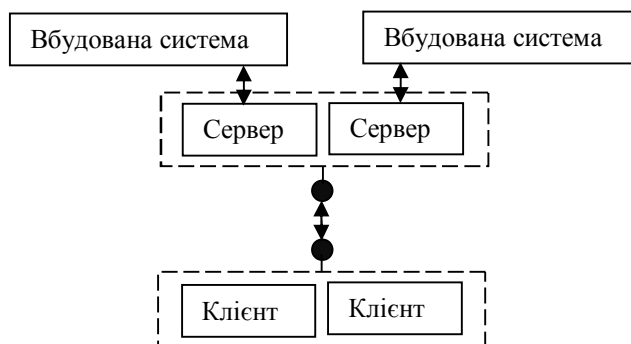 Вбудована система
Вбудована система
Сервер
Сервер
Клієнт
Клієнт